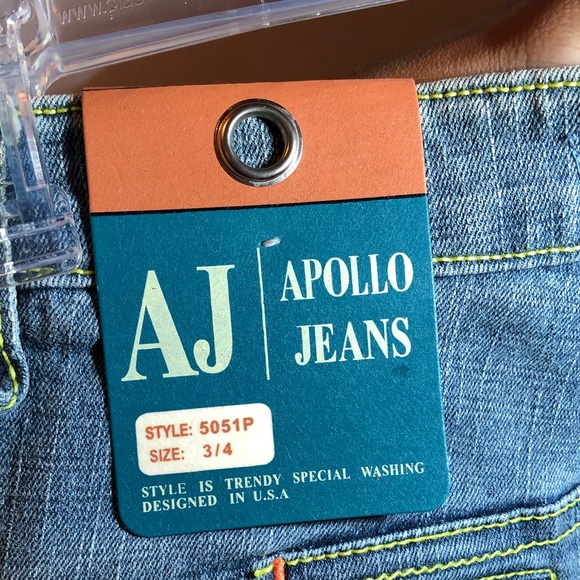 AJ
APOLLO
JEANS
STYLE: 5051P
SIZE: 3/4
STYLE IS TRENDY SPECIAL WASHING
DESIGNED IN U.S.A